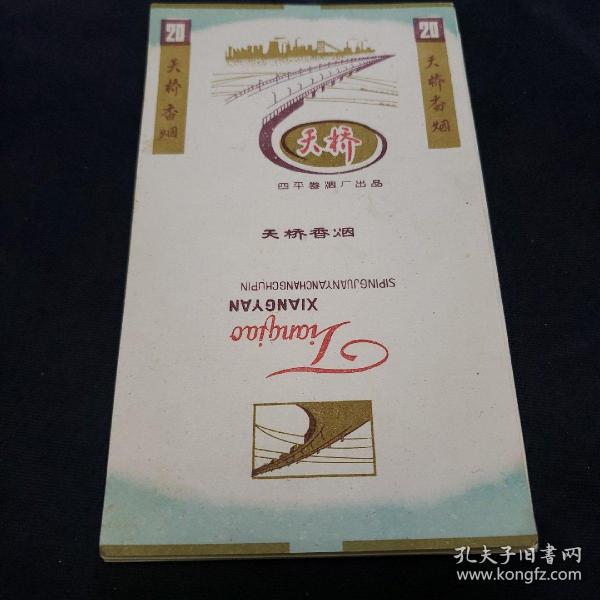 20
天桥香烟
20
天桥香烟
天桥
四平卷烟厂出品
天桥香烟
Tianqiao
XIANGYAN
SIPINGJUANYANCHANGCHUPIN
孔夫子旧书网
www.kongfz.com